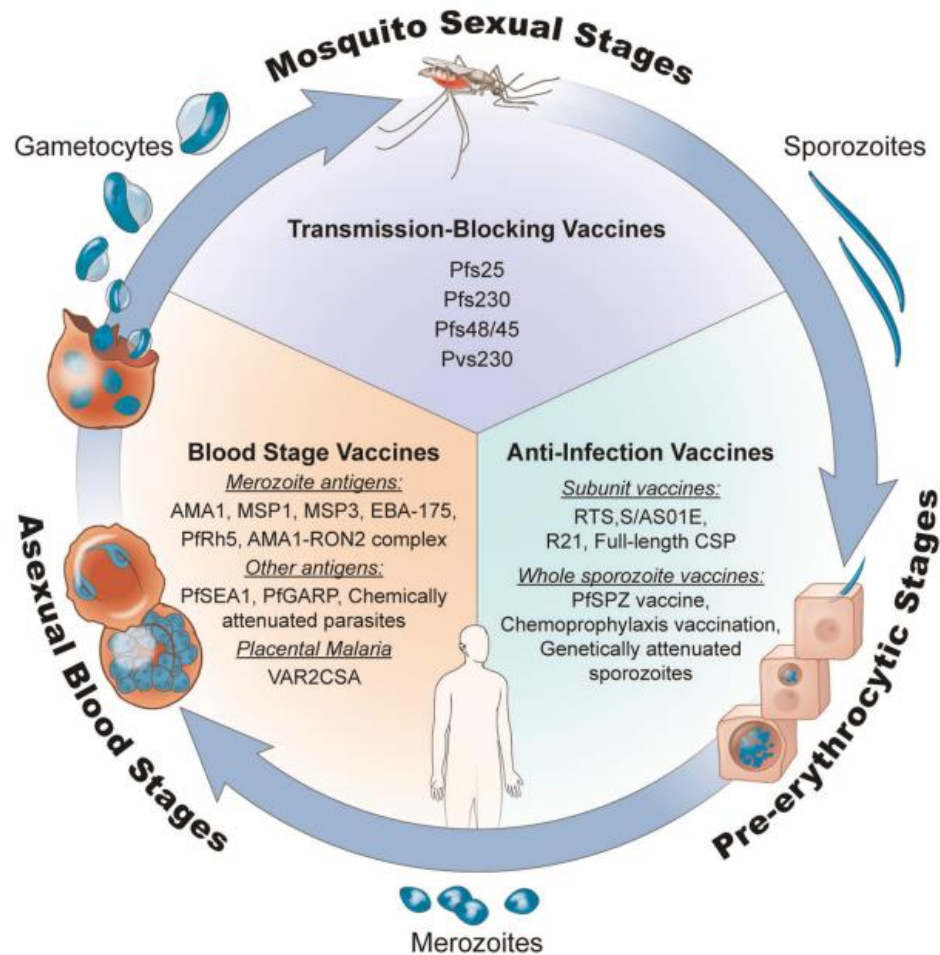 Mosquito Sexual Stages
Gametocytes
Sporozoites
Transmission-Blocking Vaccines
Pfs25
Pfs230
Pfs48/45
Pvs230
Blood Stage Vaccines
Merozoite antigens:
AMA1, MSP1, MSP3, EBA-175,
PfRh5, AMA1-RON2 complex
Other antigens:
PfSEA1, PfGARP, Chemically
attenuated parasites
Placental Malaria
VAR2CSA
Anti-Infection Vaccines
Subunit vaccines:
RTS,S/AS01E,
R21, Full-length CSP
Whole sporozoite vaccines:
PfSPZ vaccine,
Chemoprophylaxis vaccination,
Genetically attenuated
sporozoites
Asexual Blood Stages
Pre-erythrocytic Stages
Merozoites